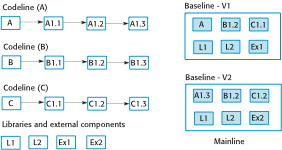 Codeline (A)
A A1.1 A1.2 A1.3
Codeline (B)
B B1.1 B1.2 B1.3
Codeline (C)
C C1.1 C1.2 C1.3
Libraries and external components
L1 L2 Ex1 Ex2
Baseline - V1
A B1.2 C1.1
L1 L2 Ex1
Baseline - V2
A1.3 B1.2 C1.2
L1 L2 Ex2
Mainline